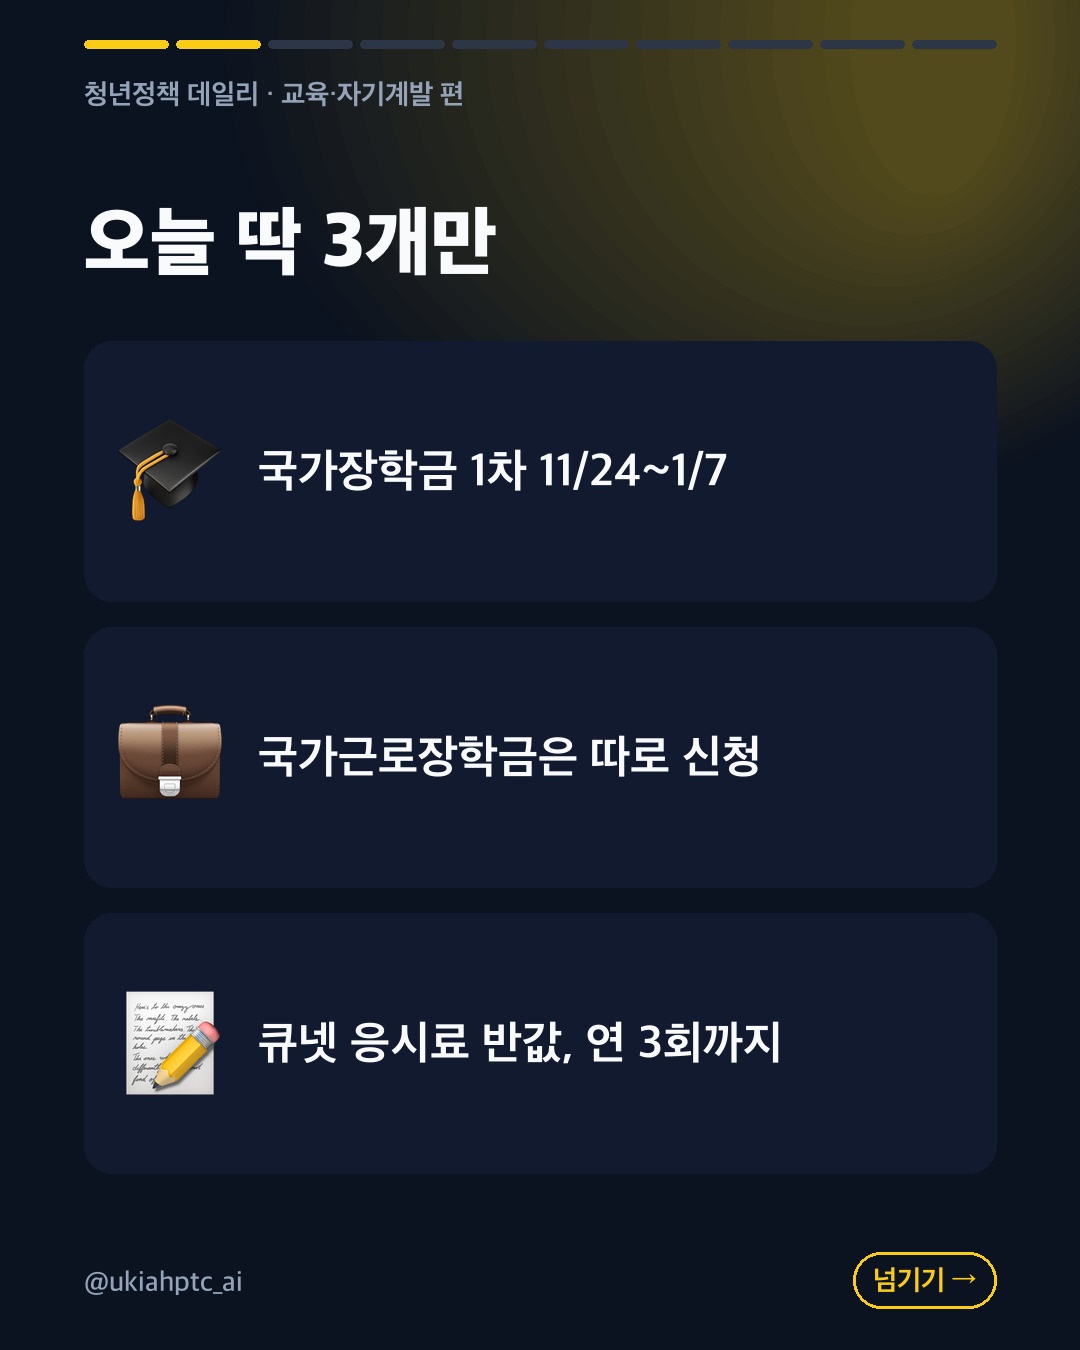 청년정책 데일리 · 교육·자기계발 편
오늘 딱 3개만
국가장학금 1차 11/24~1/7
국가근로장학금은 따로 신청
큐넷 응시료 반값, 연 3회까지
@ukiahptc_ai
넘기기 →